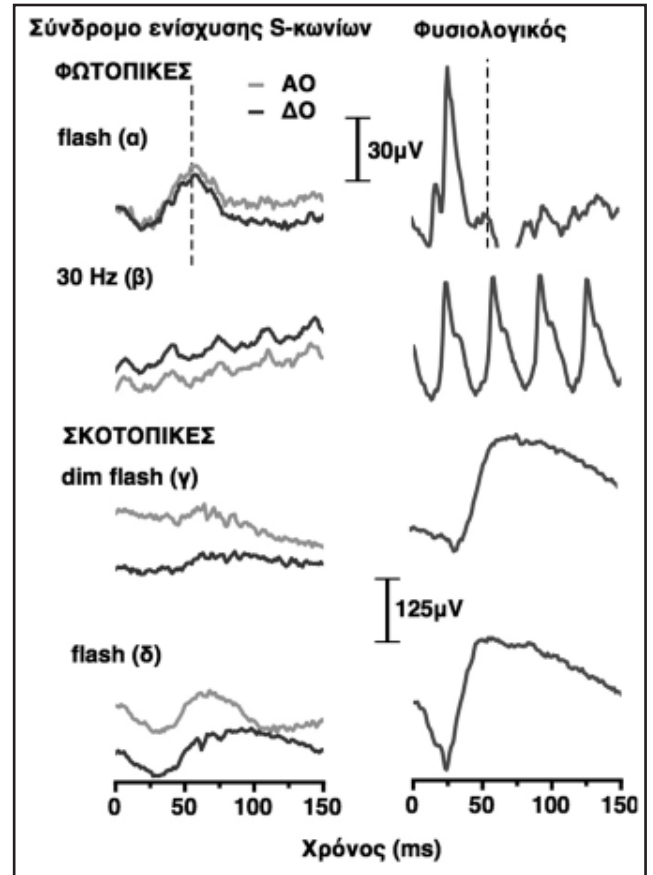 Σύνδρομο ενίσχυσης S-κωνίων Φυσιολογικός
ΦΩΤΟΠΙΚΕΣ
ΑΟ
ΔΟ
flash (α)
30μV
30 Hz (β)
ΣΚΟΤΟΠΙΚΕΣ
dim flash (γ)
125μV
flash (δ)
0 50 100 150 0 50 100 150
Χρόνος (ms)